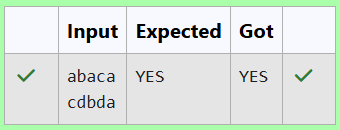 Input Expected Got
abaca YES YES
cdbda